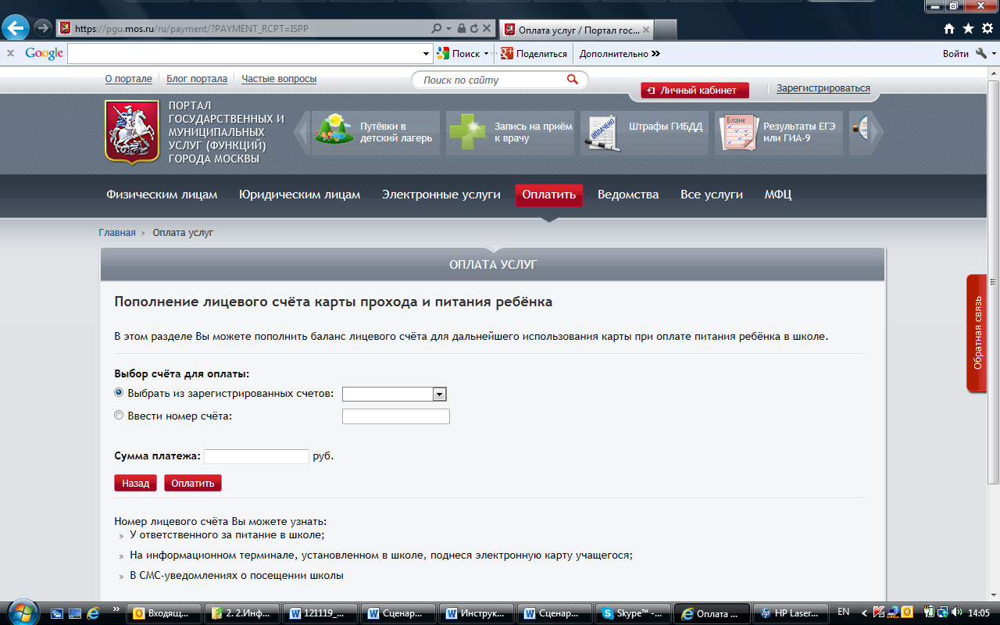 https://pgu.mos.ru/ru/payment/?PAYMENT_RCPT=ISPP
Оплата услуг / Портал гос...
x Google Поиск Поделиться Дополнительно Войти
О портале Блог портала Частые вопросы
Поиск по сайту
Личный кабинет
Зарегистрироваться
ПОРТАЛ
ГОСУДАРСТВЕННЫХ И
МУНИЦИПАЛЬНЫХ
УСЛУГ (ФУНКЦИЙ)
ГОРОДА МОСКВЫ
Путёвки в
детский лагерь
Запись на приём
к врачу
ОПЛАЧЕНО
Штрафы ГИБДД
Бланк
Результаты ЕГЭ
или ГИА-9
Физическим лицам Юридическим лицам Электронные услуги Оплатить Ведомства Все услуги МФЦ
Главная > Оплата услуг
ОПЛАТА УСЛУГ
Пополнение лицевого счёта карты прохода и питания ребёнка
В этом разделе Вы можете пополнить баланс лицевого счёта для дальнейшего использования карты при оплате питания ребёнка в школе.
Выбор счёта для оплаты:
Выбрать из зарегистрированных счетов:
Ввести номер счёта:
Сумма платежа: руб.
Назад Оплатить
Номер лицевого счёта Вы можете узнать:
» У ответственного за питание в школе;
» На информационном терминале, установленном в школе, поднеся электронную карту учащегося;
» В СМС-уведомлениях о посещении школы
Обратная связь
» Входящ... 2. 2.Инф... 121119_... Сценар... Инструк... Сценар... Skype™ -... Оплата ... HP Laser... EN 14:05